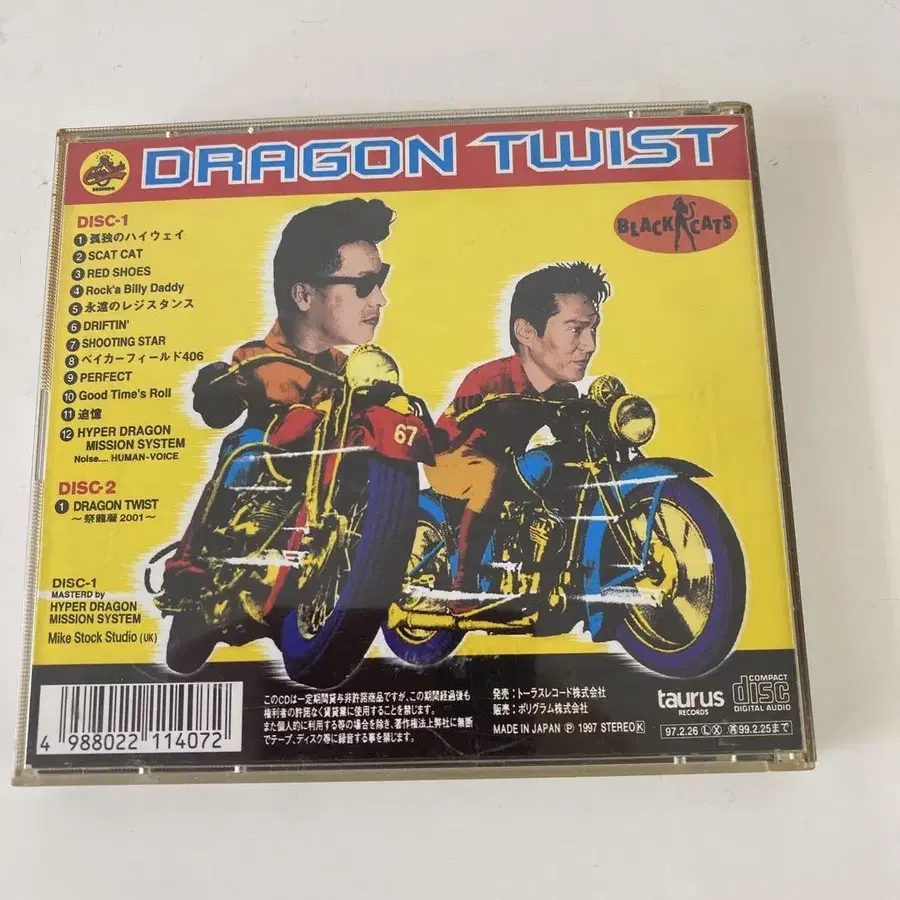 DRAGON TWIST
RECORDS
BLACK CATS
DISC-1
1 孤独のハイウェイ
2 SCAT CAT
3 RED SHOES
4 Rock'a Billy Daddy
5 永遠のレジスタンス
6 DRIFTIN'
7 SHOOTING STAR
8 ベイカーフィールド406
9 PERFECT
10 Good Time's Roll
11 追憶
12 HYPER DRAGON
MISSION SYSTEM
Noise.... HUMAN-VOICE
DISC-2
1 DRAGON TWIST
~祭龍暦2001~
67
DISC-1
MASTERD by
HYPER DRAGON
MISSION SYSTEM
Mike Stock Studio (UK)
4 988022 114072
このCDは一定期間貸与非許諾商品ですが、この期間経過後も
権利者の許諾なく賃貸業に使用することを禁じます。
また個人的に利用する等の場合を除き、著作権法上弊社に無断
でテープ、ディスク等に録音する事を禁じます。
発売:トーラスレコード株式会社
販売:ポリグラム株式会社
MADE IN JAPAN Ⓟ 1997 STEREO Ⓚ
taurus
RECORDS
COMPACT
disc
DIGITAL AUDIO
97.2.26 Ⓛ Ⓧ Ⓡ99.2.25まで